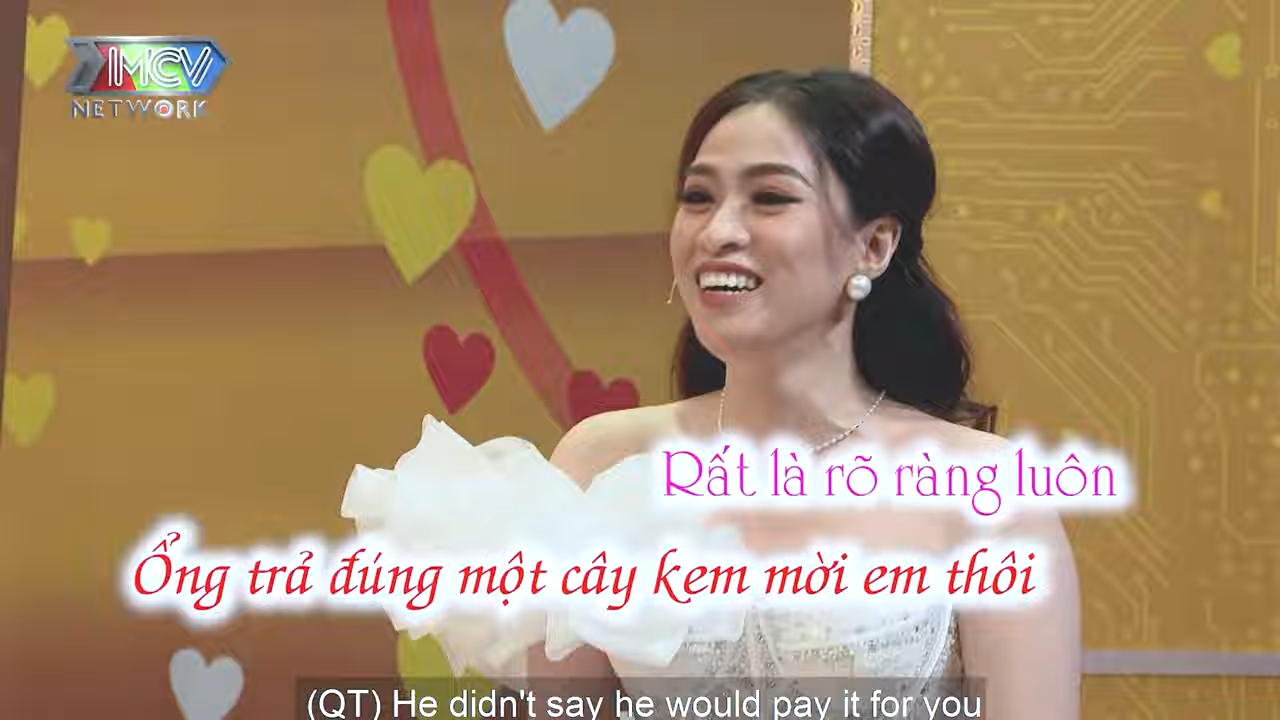 MCV
NETWORK
Rất là rõ ràng luôn
Ổng trả đúng một cây kem mời em thôi
(QT) He didn't say he would pay it for you